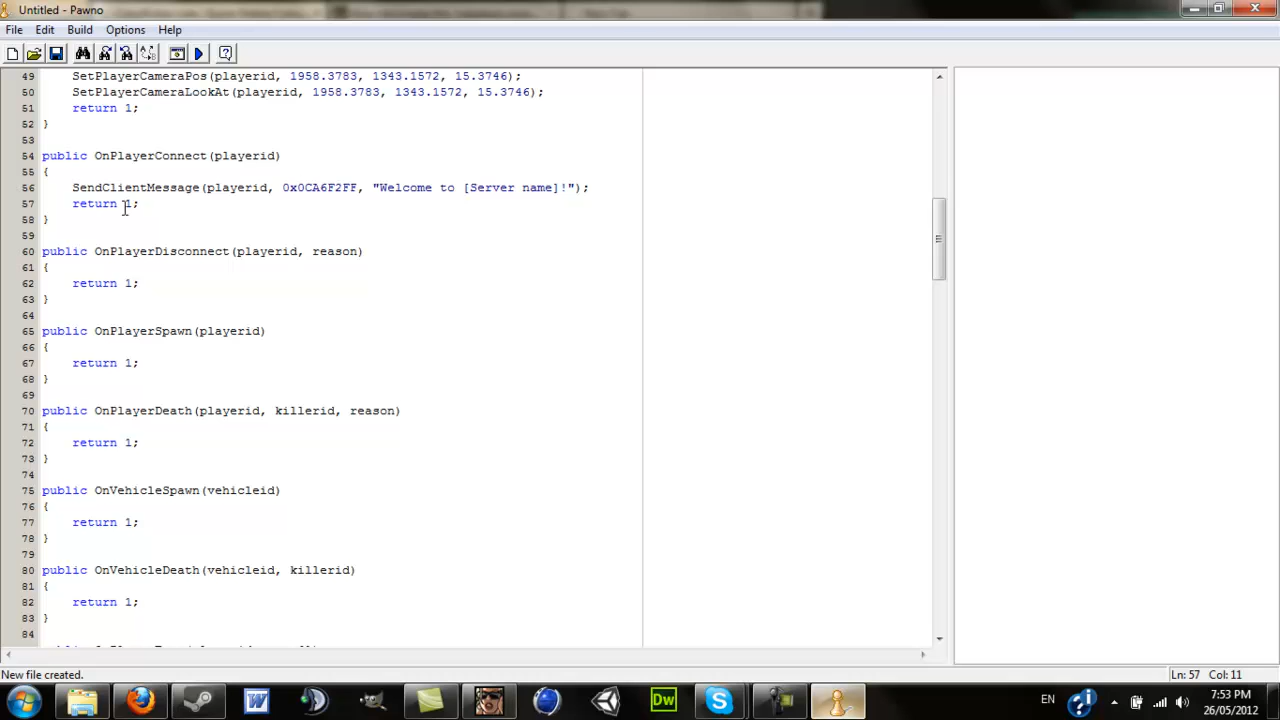 Untitled - Pawno
File Edit Build Options Help
49 SetPlayerCameraPos(playerid, 1958.3783, 1343.1572, 15.3746);
50 SetPlayerCameraLookAt(playerid, 1958.3783, 1343.1572, 15.3746);
51 return 1;
52 }
53
54 public OnPlayerConnect(playerid)
55 {
56 SendClientMessage(playerid, 0x0CA6F2FF, "Welcome to [Server name]!");
57 return 1;
58 }
59
60 public OnPlayerDisconnect(playerid, reason)
61 {
62 return 1;
63 }
64
65 public OnPlayerSpawn(playerid)
66 {
67 return 1;
68 }
69
70 public OnPlayerDeath(playerid, killerid, reason)
71 {
72 return 1;
73 }
74
75 public OnVehicleSpawn(vehicleid)
76 {
77 return 1;
78 }
79
80 public OnVehicleDeath(vehicleid, killerid)
81 {
82 return 1;
83 }
84
New file created.
Ln: 57 Col: 11
EN
7:53 PM
26/05/2012